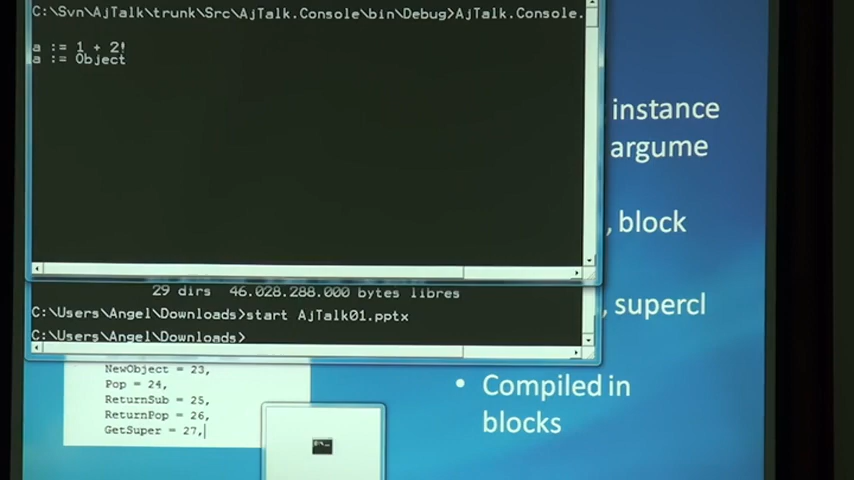 C:\Svn\AjTalk\trunk\Src\AjTalk.Console\bin\Debug>AjTalk.Console.
a := 1 + 2!
a := Object
instance
argume
, block
29 dirs 46.028.288.000 bytes libres
C:\Users\Angel\Downloads>start AjTalk01.pptx
, supercl
C:\Users\Angel\Downloads>
NewObject = 23,
Pop = 24,
ReturnSub = 25,
ReturnPop = 26,
GetSuper = 27,
• Compiled in
blocks